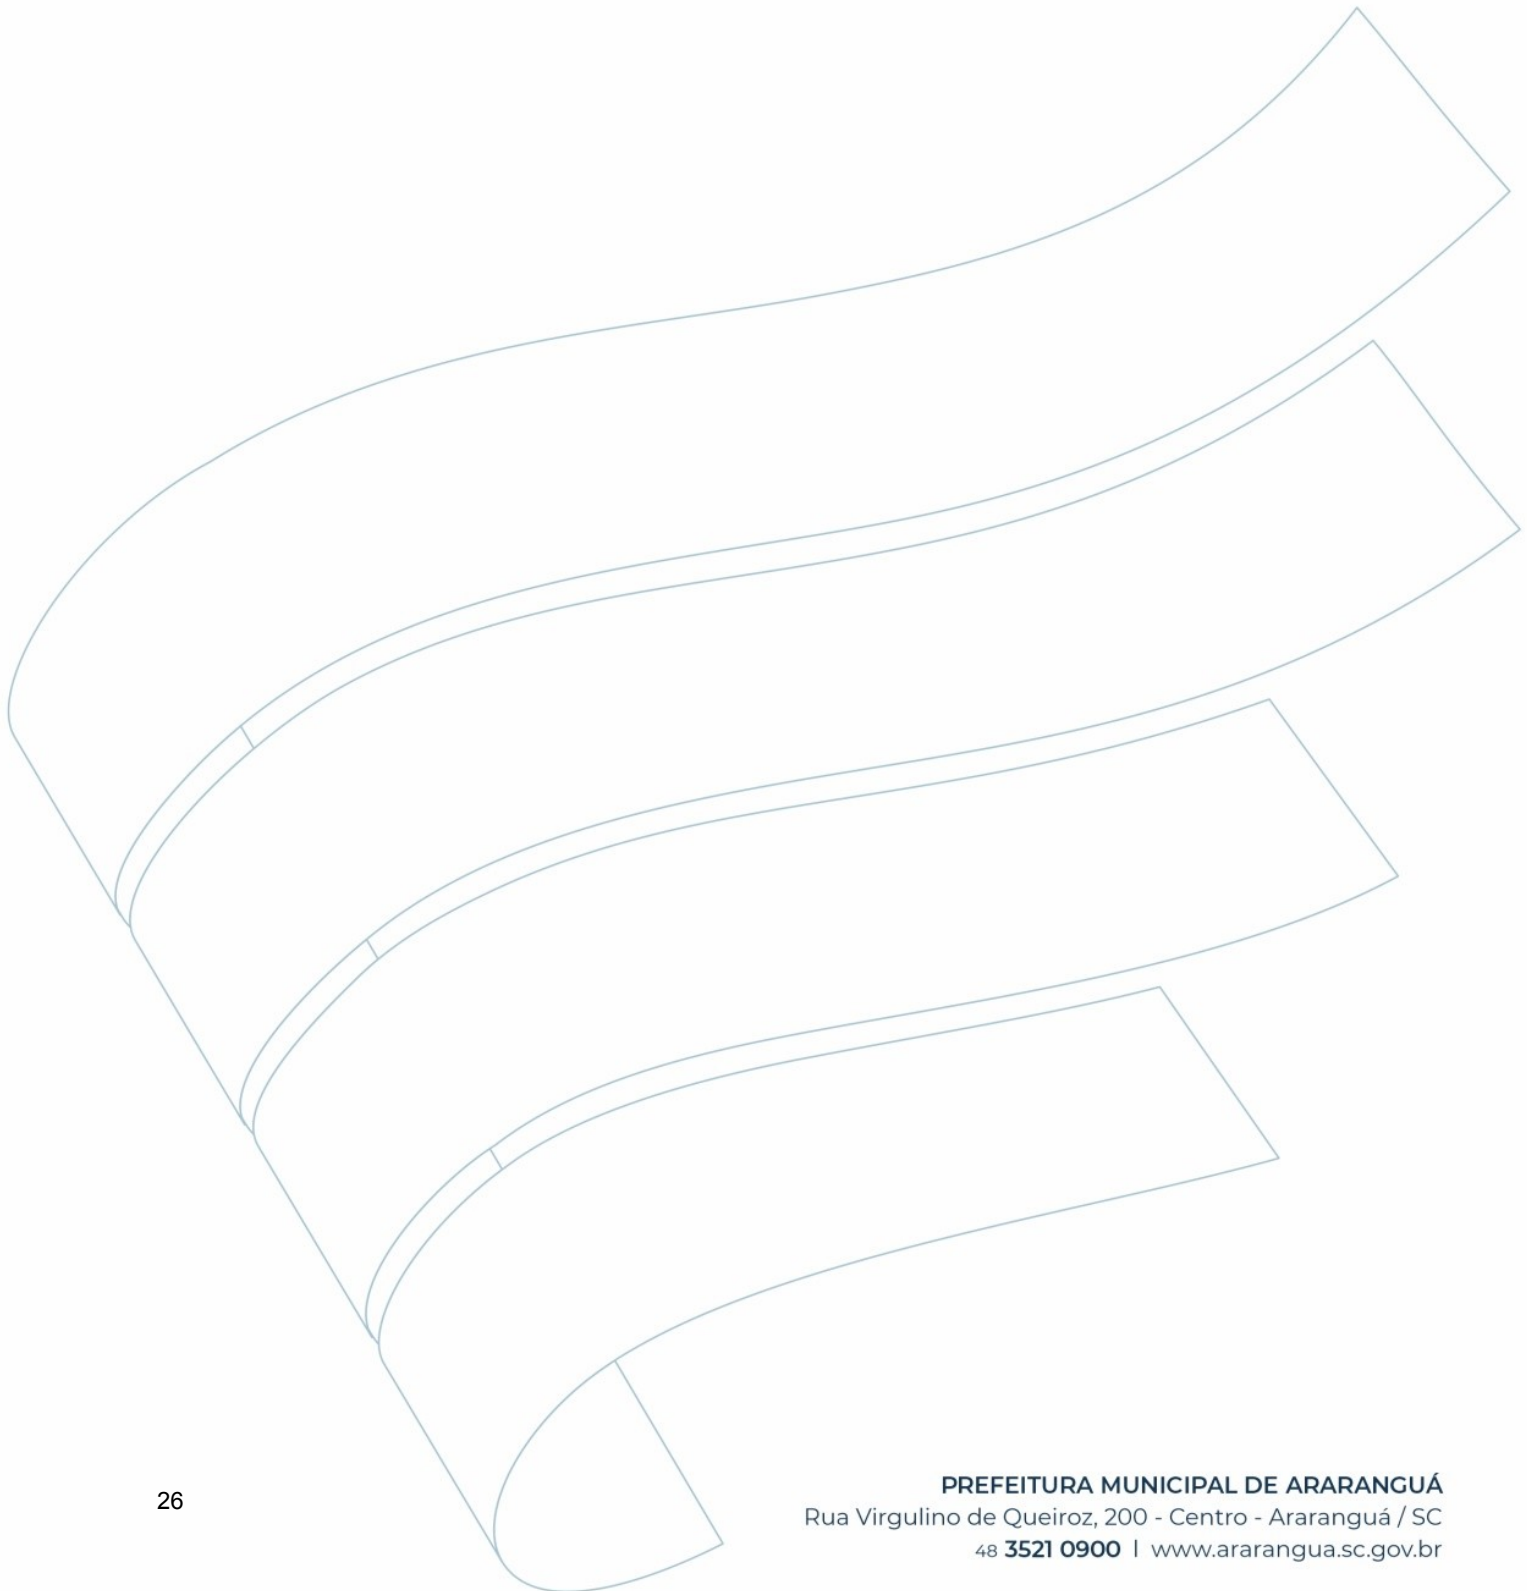 PREFEITURA MUNICIPAL DE ARARANGUÁ
26
Rua Virgulino de Queiroz, 200 - Centro - Araranguá / SC
48 3521 0900 | www.ararangua.sc.gov.br